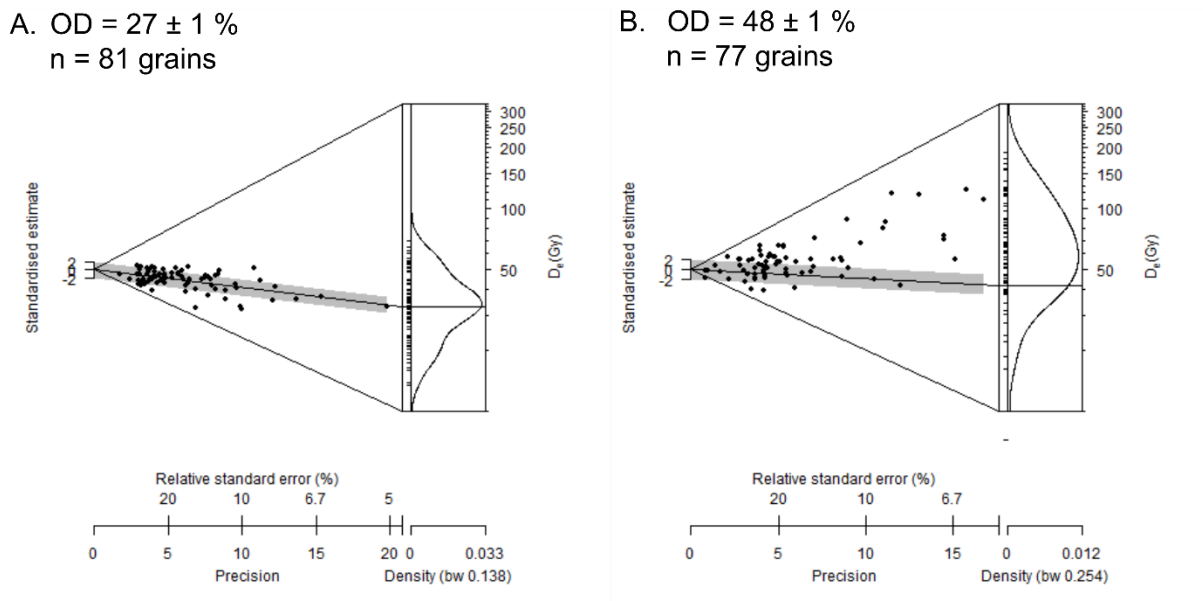 A. OD = 27 ± 1 %
n = 81 grains
Standardised estimate
2
0
-2
300
250
200
150
100
50
De(Gy)
Relative standard error (%)
20 10 6.7 5
0 5 10 15 20 0 0.033
Precision Density (bw 0.138)
B. OD = 48 ± 1 %
n = 77 grains
Standardised estimate
2
0
-2
300
250
200
150
100
50
De(Gy)
-
Relative standard error (%)
20 10 6.7
0 5 10 15 0 0.012
Precision Density (bw 0.254)